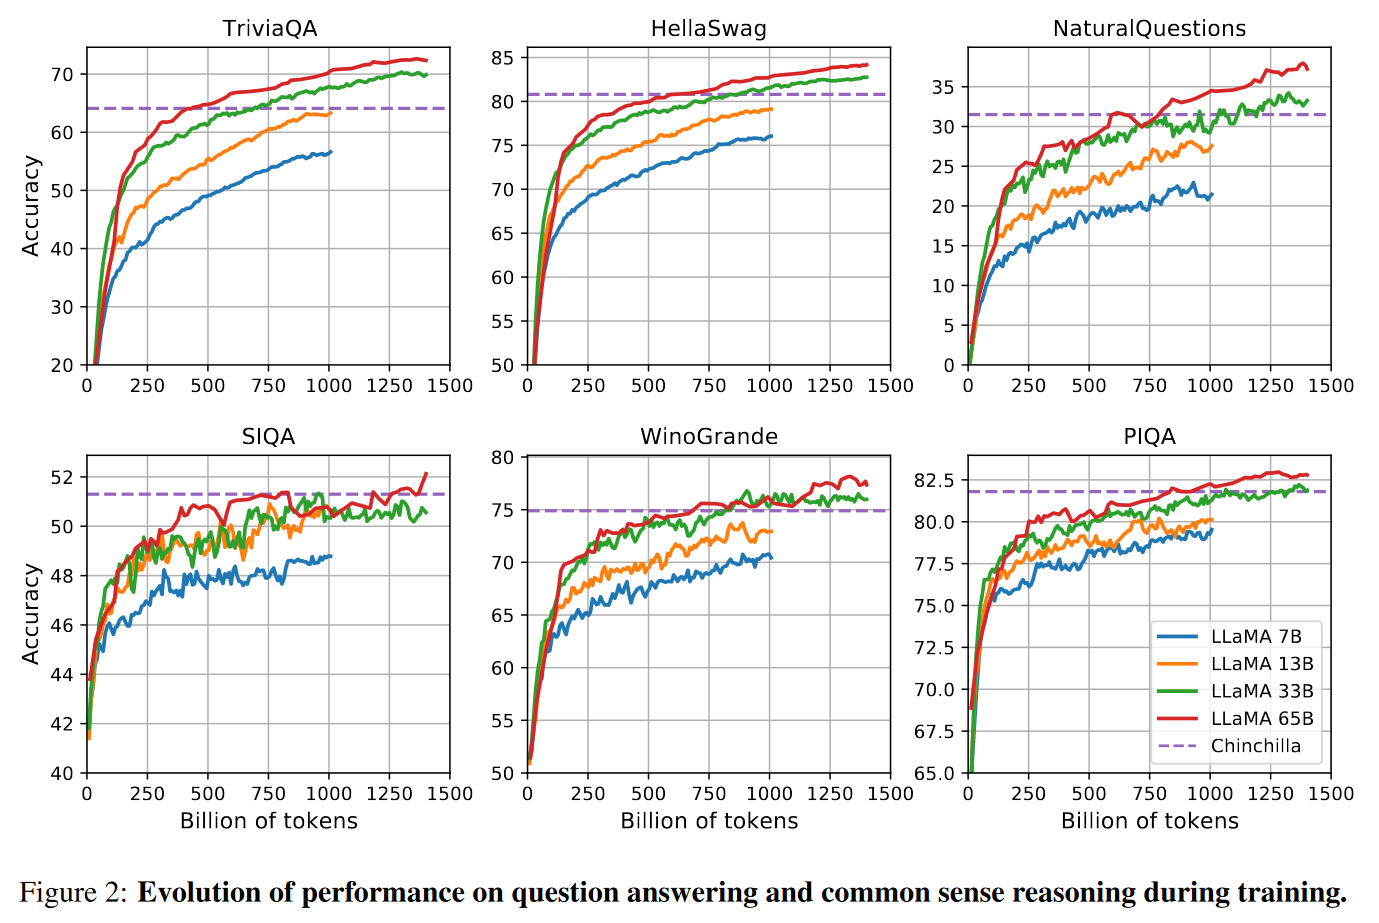 TriviaQA
HellaSwag
NaturalQuestions
Accuracy
70
60
50
40
30
20
0 250 500 750 1000 1250 1500
85
80
75
70
65
60
55
50
0 250 500 750 1000 1250 1500
35
30
25
20
15
10
5
0
0 250 500 750 1000 1250 1500
SIQA
WinoGrande
PIQA
Accuracy
52
50
48
46
44
42
40
0 250 500 750 1000 1250 1500
Billion of tokens
80
75
70
65
60
55
50
0 250 500 750 1000 1250 1500
Billion of tokens
82.5
80.0
77.5
75.0
72.5
70.0
67.5
65.0
0 250 500 750 1000 1250 1500
Billion of tokens
LLaMA 7B
LLaMA 13B
LLaMA 33B
LLaMA 65B
Chinchilla
Figure 2: Evolution of performance on question answering and common sense reasoning during training.